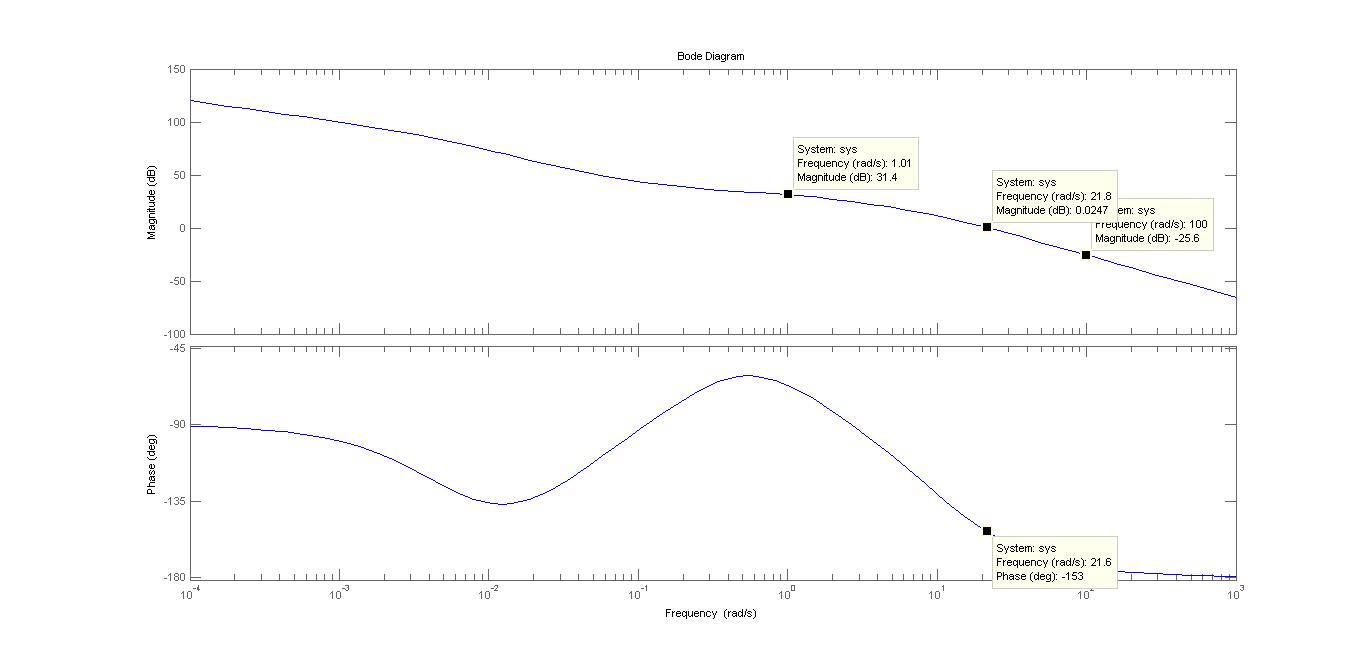 Bode Diagram
150
100
50
0
-50
-100
Magnitude (dB)
System: sys
Frequency (rad/s): 1.01
Magnitude (dB): 31.4
System: sys
Frequency (rad/s): 21.8
Magnitude (dB): 0.0247
em: sys
Frequency (rad/s): 100
Magnitude (dB): -25.6
-45
-90
-135
-180
Phase (deg)
System: sys
Frequency (rad/s): 21.6
Phase (deg): -153
10^-4 10^-3 10^-2 10^-1 10^0 10^1 10^2 10^3
Frequency (rad/s)